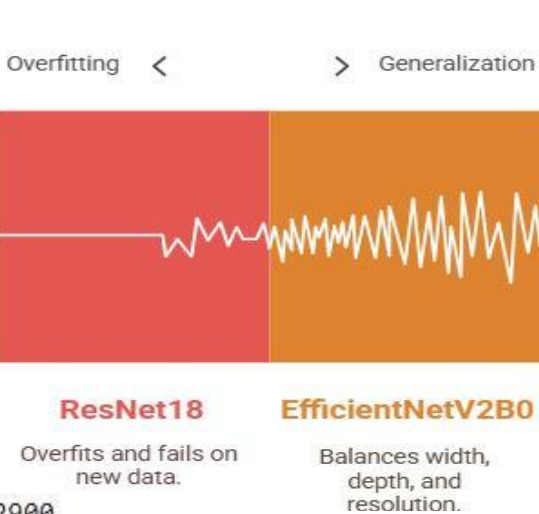 Overfitting <
> Generalization
ResNet18
EfficientNetV2B0
Overfits and fails on
new data.
Balances width,
depth, and
resolution.